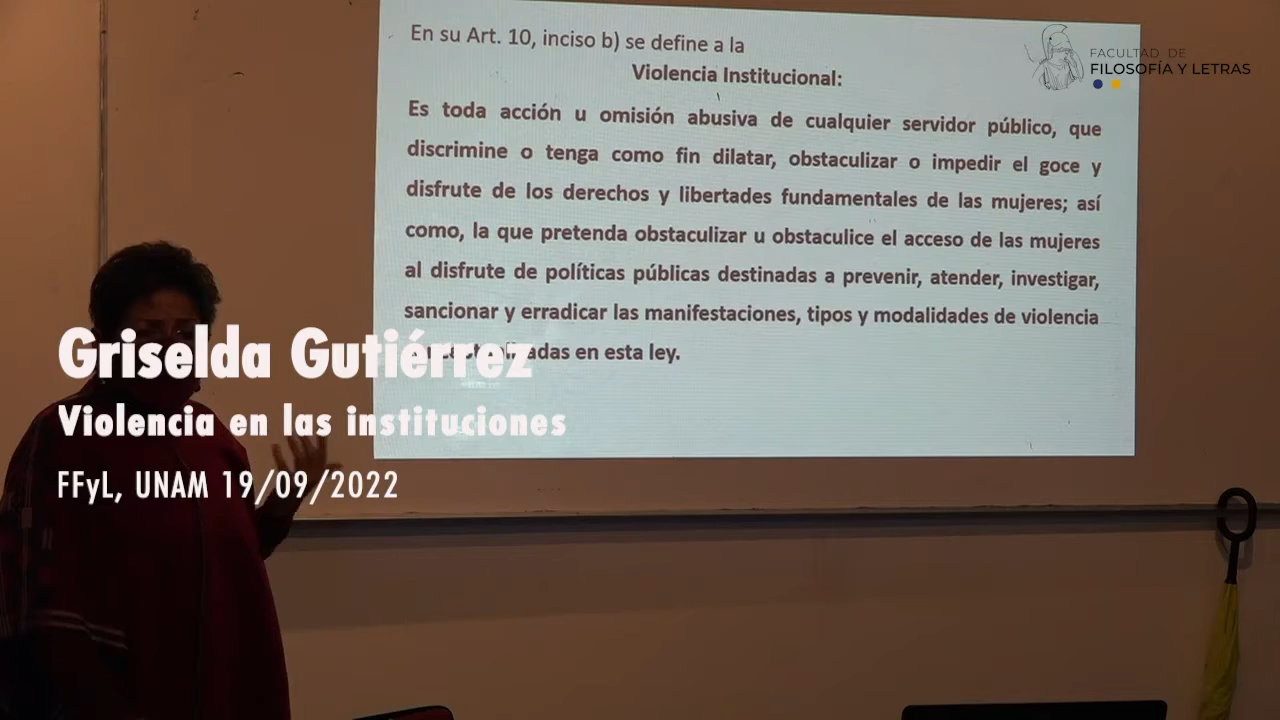 En su Art. 10, inciso b) se define a la
Violencia Institucional:
Es toda acción u omisión abusiva de cualquier servidor público, que
discrimine o tenga como fin dilatar, obstaculizar o impedir el goce y
disfrute de los derechos y libertades fundamentales de las mujeres; así
como, la que pretenda obstaculizar u obstaculice el acceso de las mujeres
al disfrute de políticas públicas destinadas a prevenir, atender, investigar,
sancionar y erradicar las manifestaciones, tipos y modalidades de violencia
en esta ley.
FACULTAD DE
FILOSOFÍA Y LETRAS
Griselda Gutiérrez
Violencia en las instituciones
FFyL, UNAM 19/09/2022